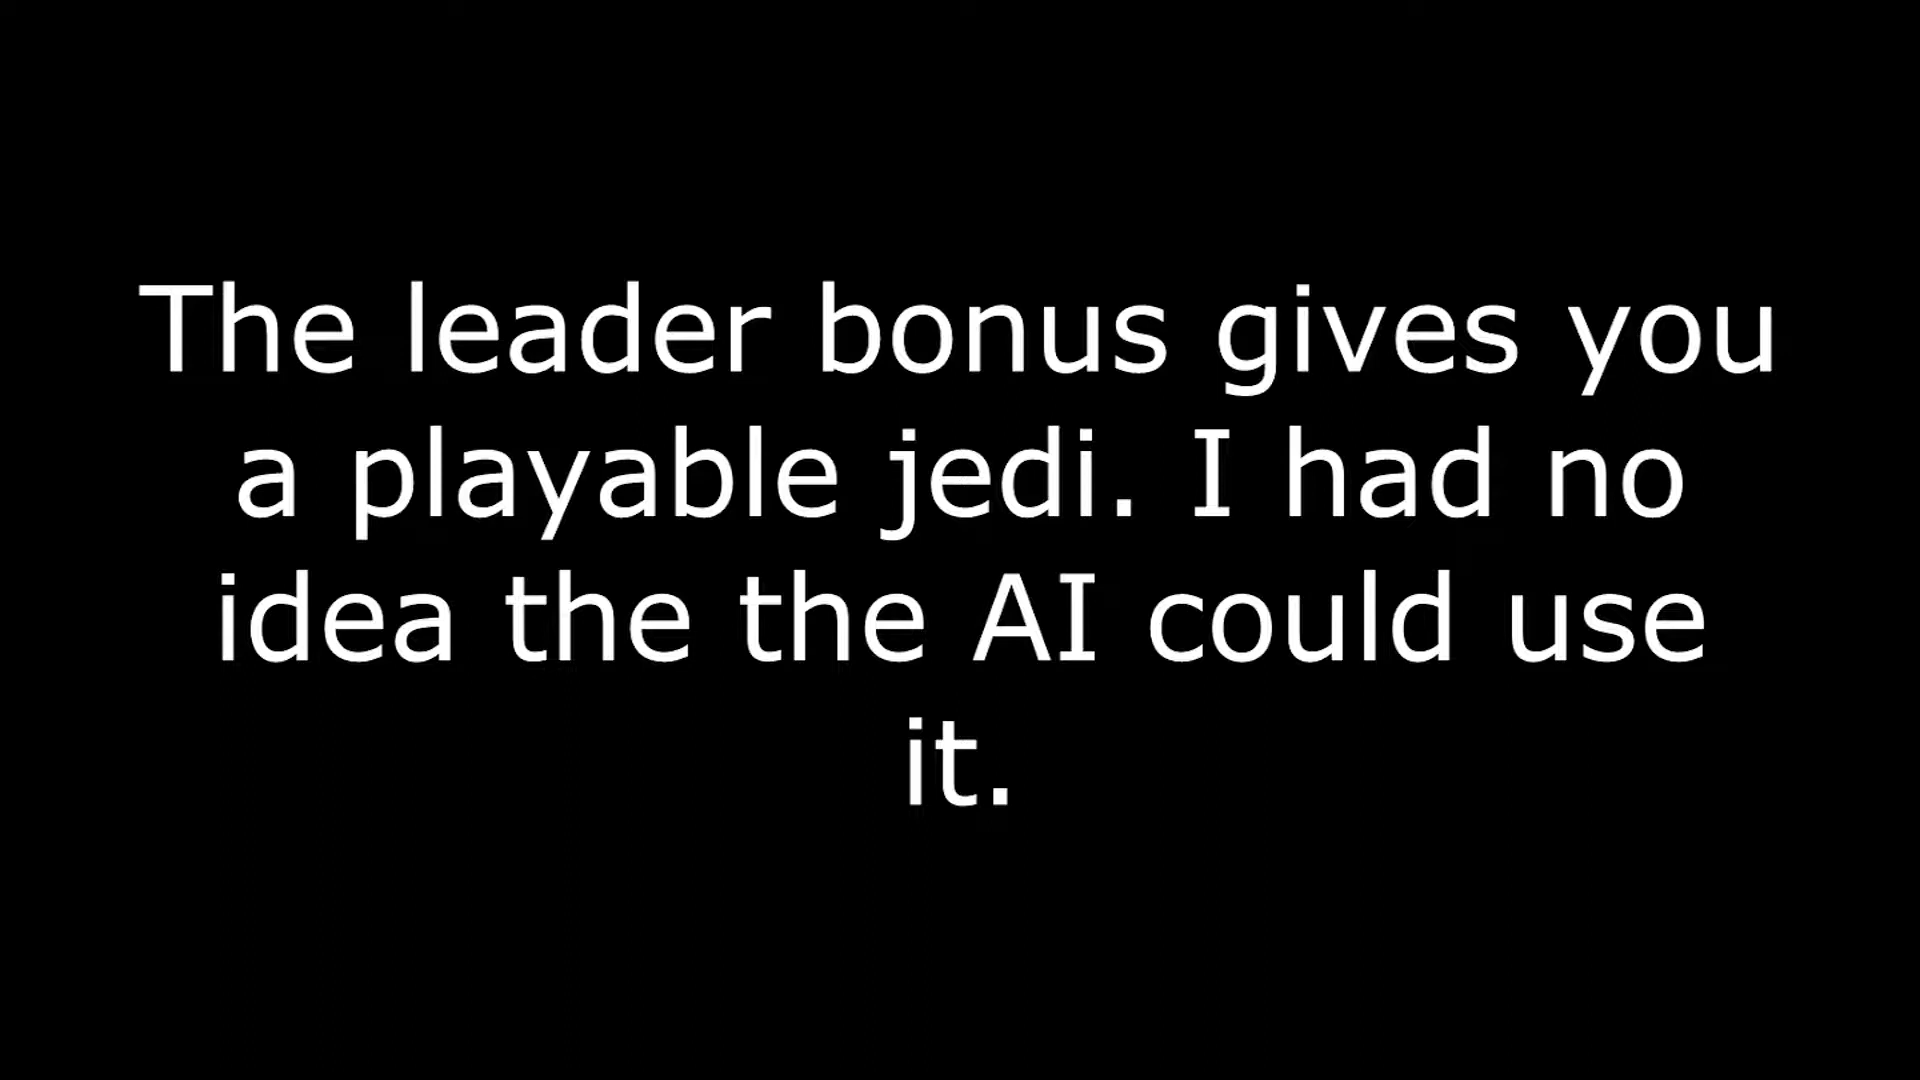 The leader bonus gives you
a playable jedi. I had no
idea the the AI could use
it.